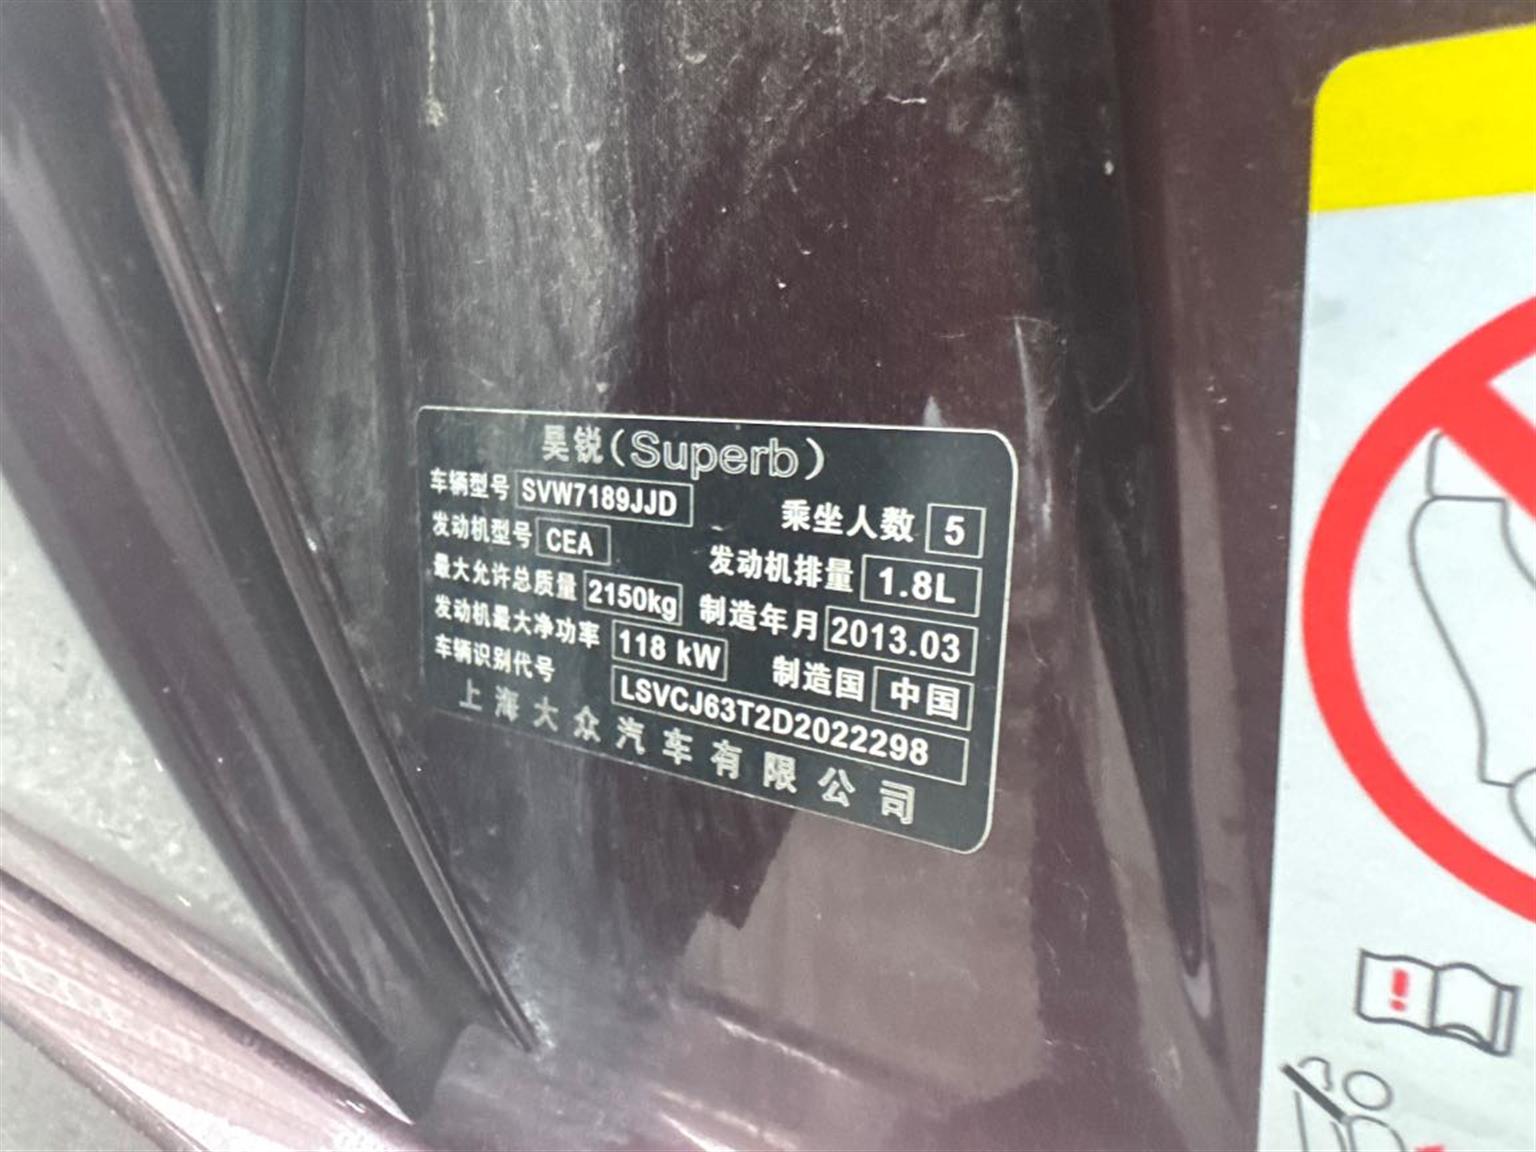 昊锐(Superb)
车辆型号 SVW7189JJD 乘坐人数 5
发动机型号 CEA 发动机排量 1.8L
最大允许总质量 2150kg 制造年月 2013.03
发动机最大净功率 118 kW 制造国 中国
车辆识别代号 LSVCJ63T2D2022298
上海大众汽车有限公司